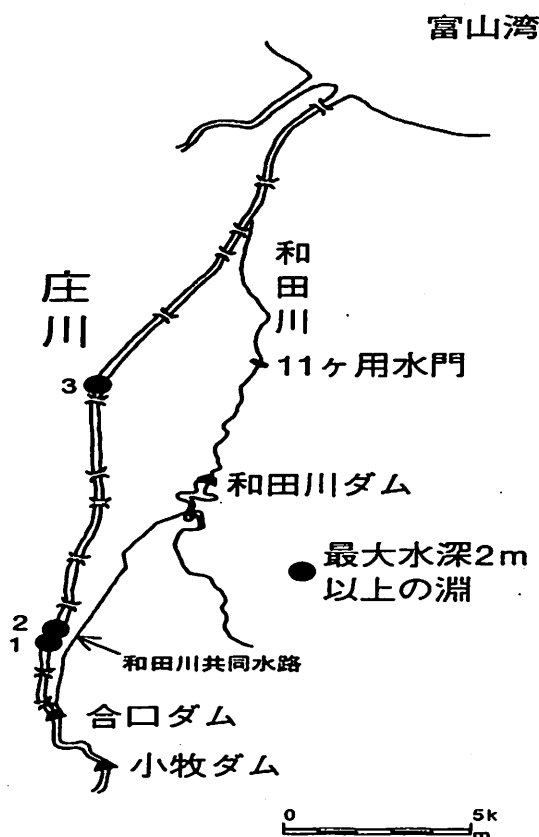 富山湾
和田川
庄川
11ヶ用水門
3
和田川ダム
最大水深2m
以上の淵
2
1
和田川共同水路
合口ダム
小牧ダム
0 5k
m